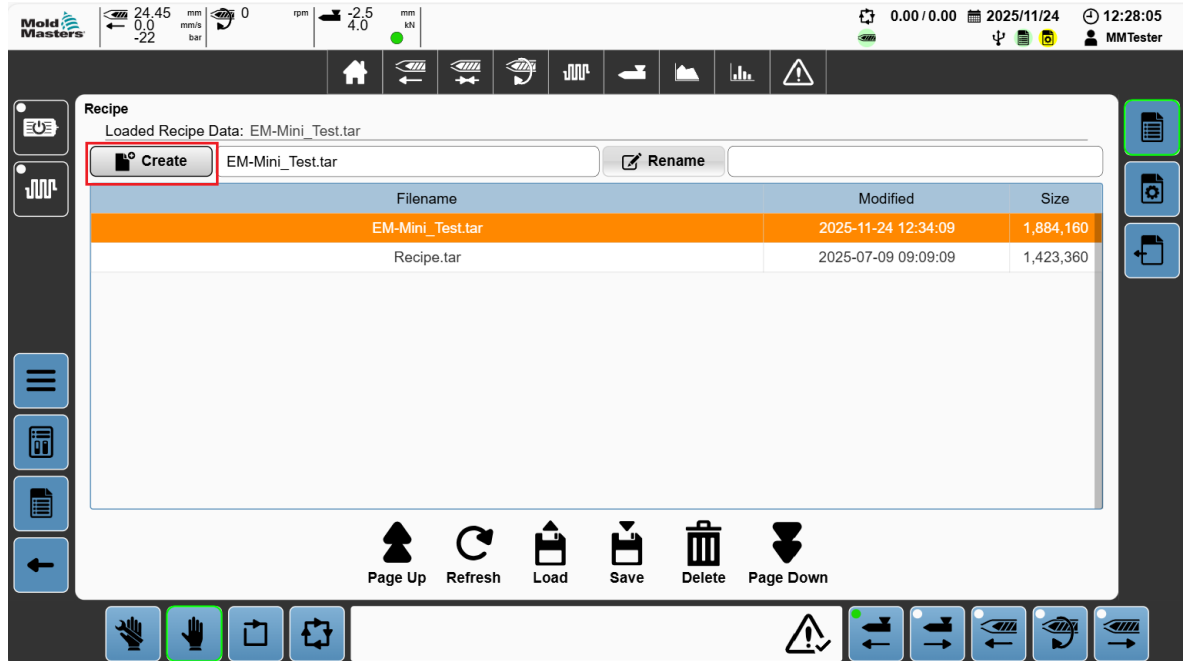 Mold
Masters
24.45 mm
0.0 mm/s
-22 bar
0 rpm
-2.5 mm
4.0 kN
0.00 / 0.00
2025/11/24
12:28:05
MMTester
Recipe
Loaded Recipe Data: EM-Mini_Test.tar
Create
EM-Mini_Test.tar
Rename
Filename Modified Size
EM-Mini_Test.tar 2025-11-24 12:34:09 1,884,160
Recipe.tar 2025-07-09 09:09:09 1,423,360
Page Up Refresh Load Save Delete Page Down